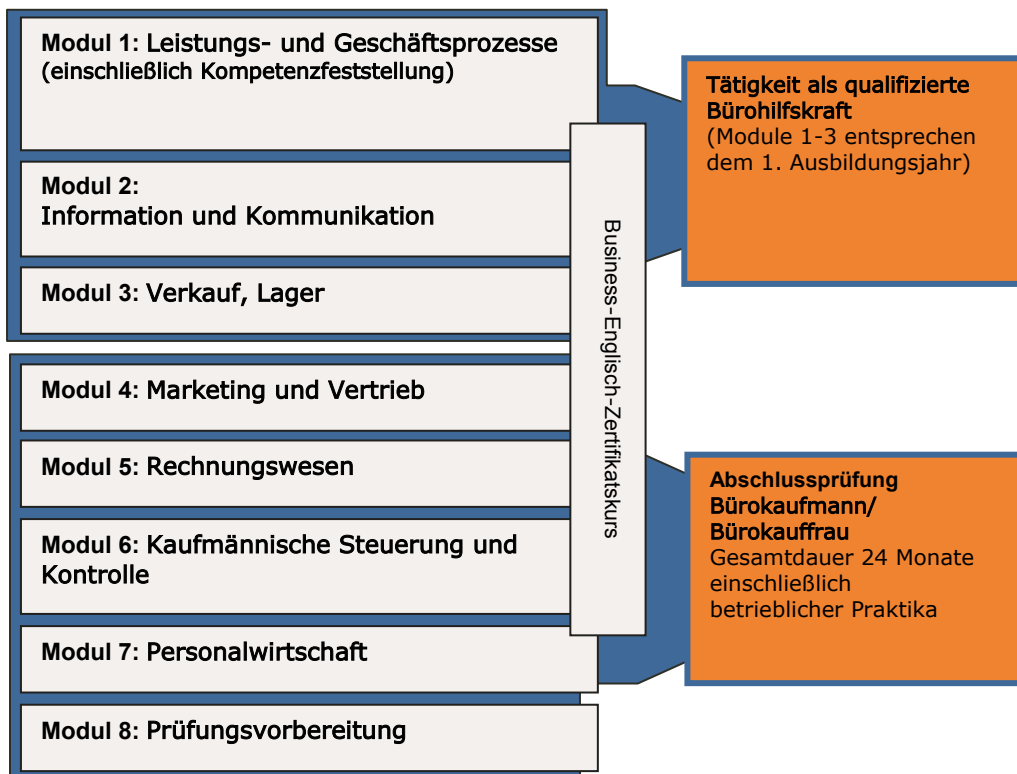 Modul 1: Leistungs- und Geschäftsprozesse
(einschließlich Kompetenzfeststellung)
Modul 2:
Information und Kommunikation
Modul 3: Verkauf, Lager
Modul 4: Marketing und Vertrieb
Modul 5: Rechnungswesen
Modul 6: Kaufmännische Steuerung und
Kontrolle
Modul 7: Personalwirtschaft
Modul 8: Prüfungsvorbereitung
Business-Englisch-Zertifikatskurs
Tätigkeit als qualifizierte
Bürohilfskraft
(Module 1-3 entsprechen
dem 1. Ausbildungsjahr)
Abschlussprüfung
Bürokaufmann/
Bürokauffrau
Gesamtdauer 24 Monate
einschließlich
betrieblicher Praktika